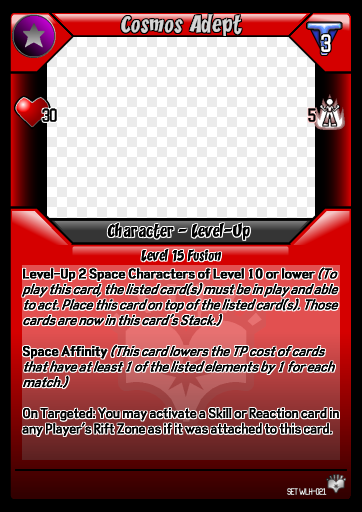 Cosmos Adept
3
30
5
Character - Level-Up
Level 15 Fusion
Level-Up 2 Space Characters of Level 10 or lower (To
play this card, the listed card(s) must be in play and able
to act. Place this card on top of the listed card(s). Those
cards are now in this card's Stack.)
Space Affinity (This card lowers the TP cost of cards
that have at least 1 of the listed elements by 1 for each
match.)
On Targeted: You may activate a Skill or Reaction card in
any Player's Rift Zone as if it was attached to this card.
SET WLH-021